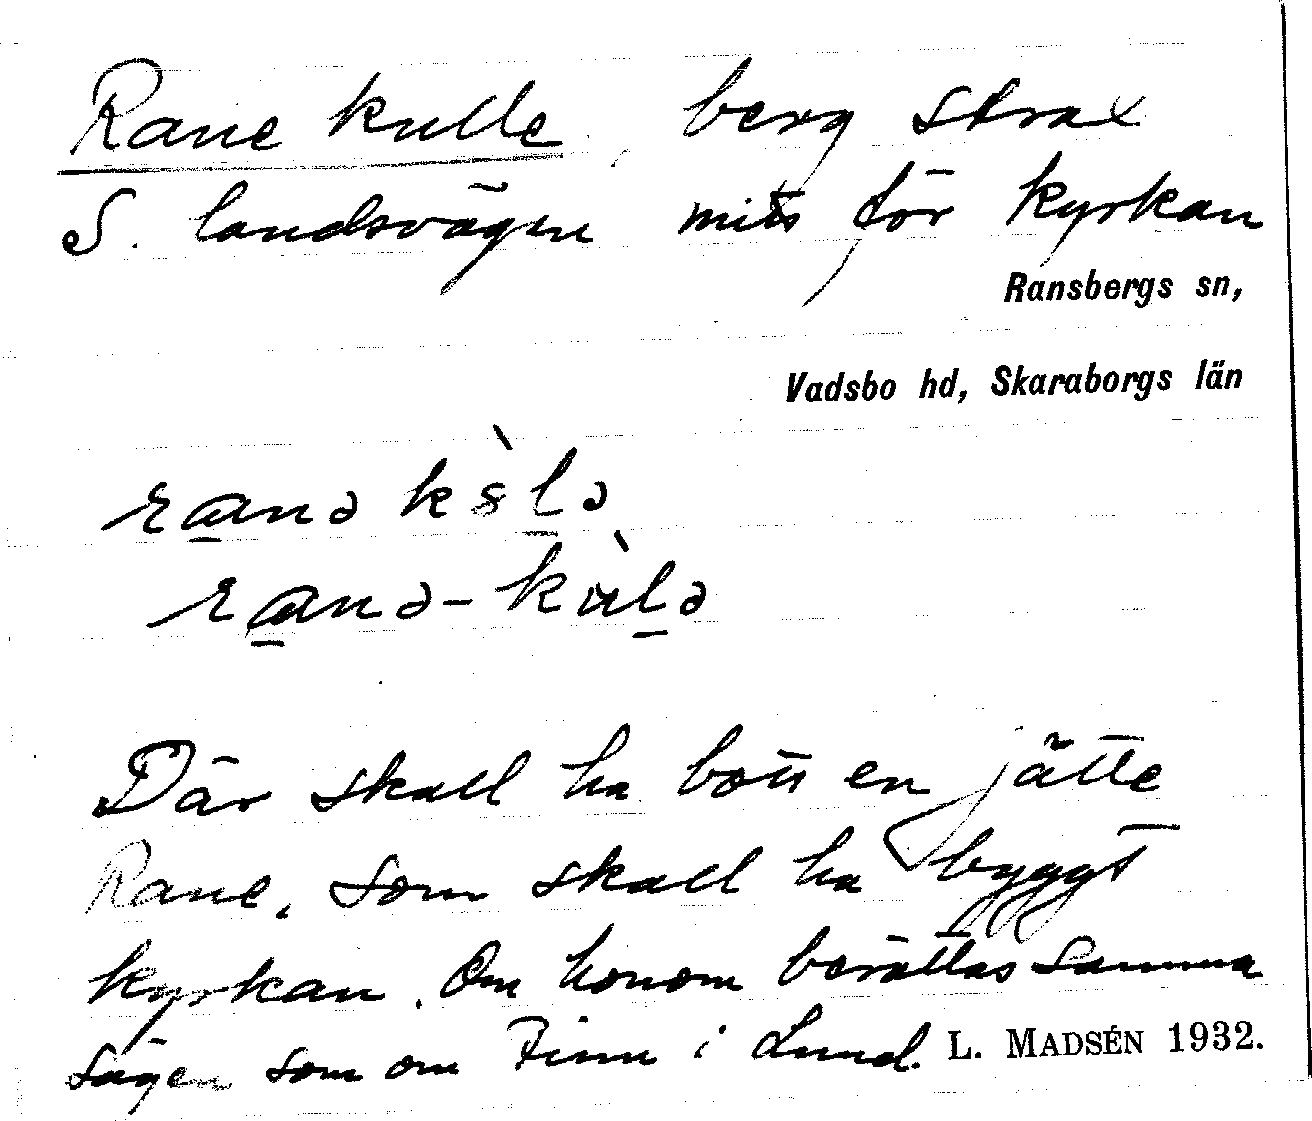 Rane kulle, berg strax
S. landsvägen mitt för kyrkan
Ransbergs sn,
Vadsbo hd, Skaraborgs län
ranə
ranə-
Där skall ha bott en jätte
Rane, som skall ha byggt
kyrkan. Om honom berättas samma
sägen som om Finn i Lund.
L. MADSÉN 1932.